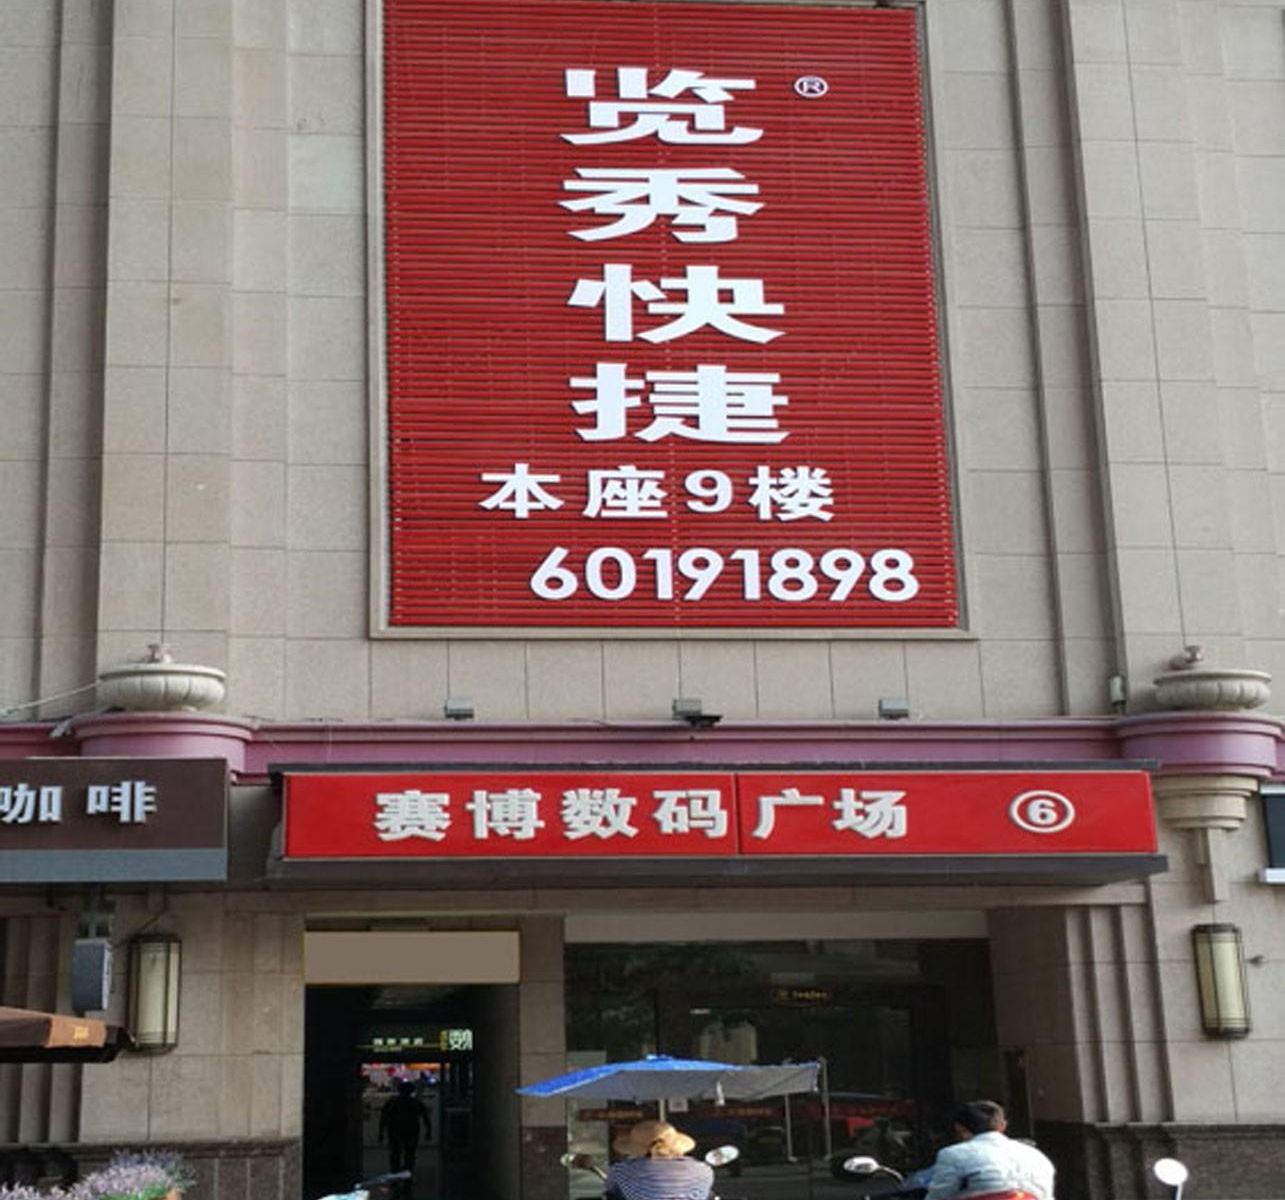 览秀快捷®
本座9楼
60191898
咖啡
赛博数码广场 ⑥